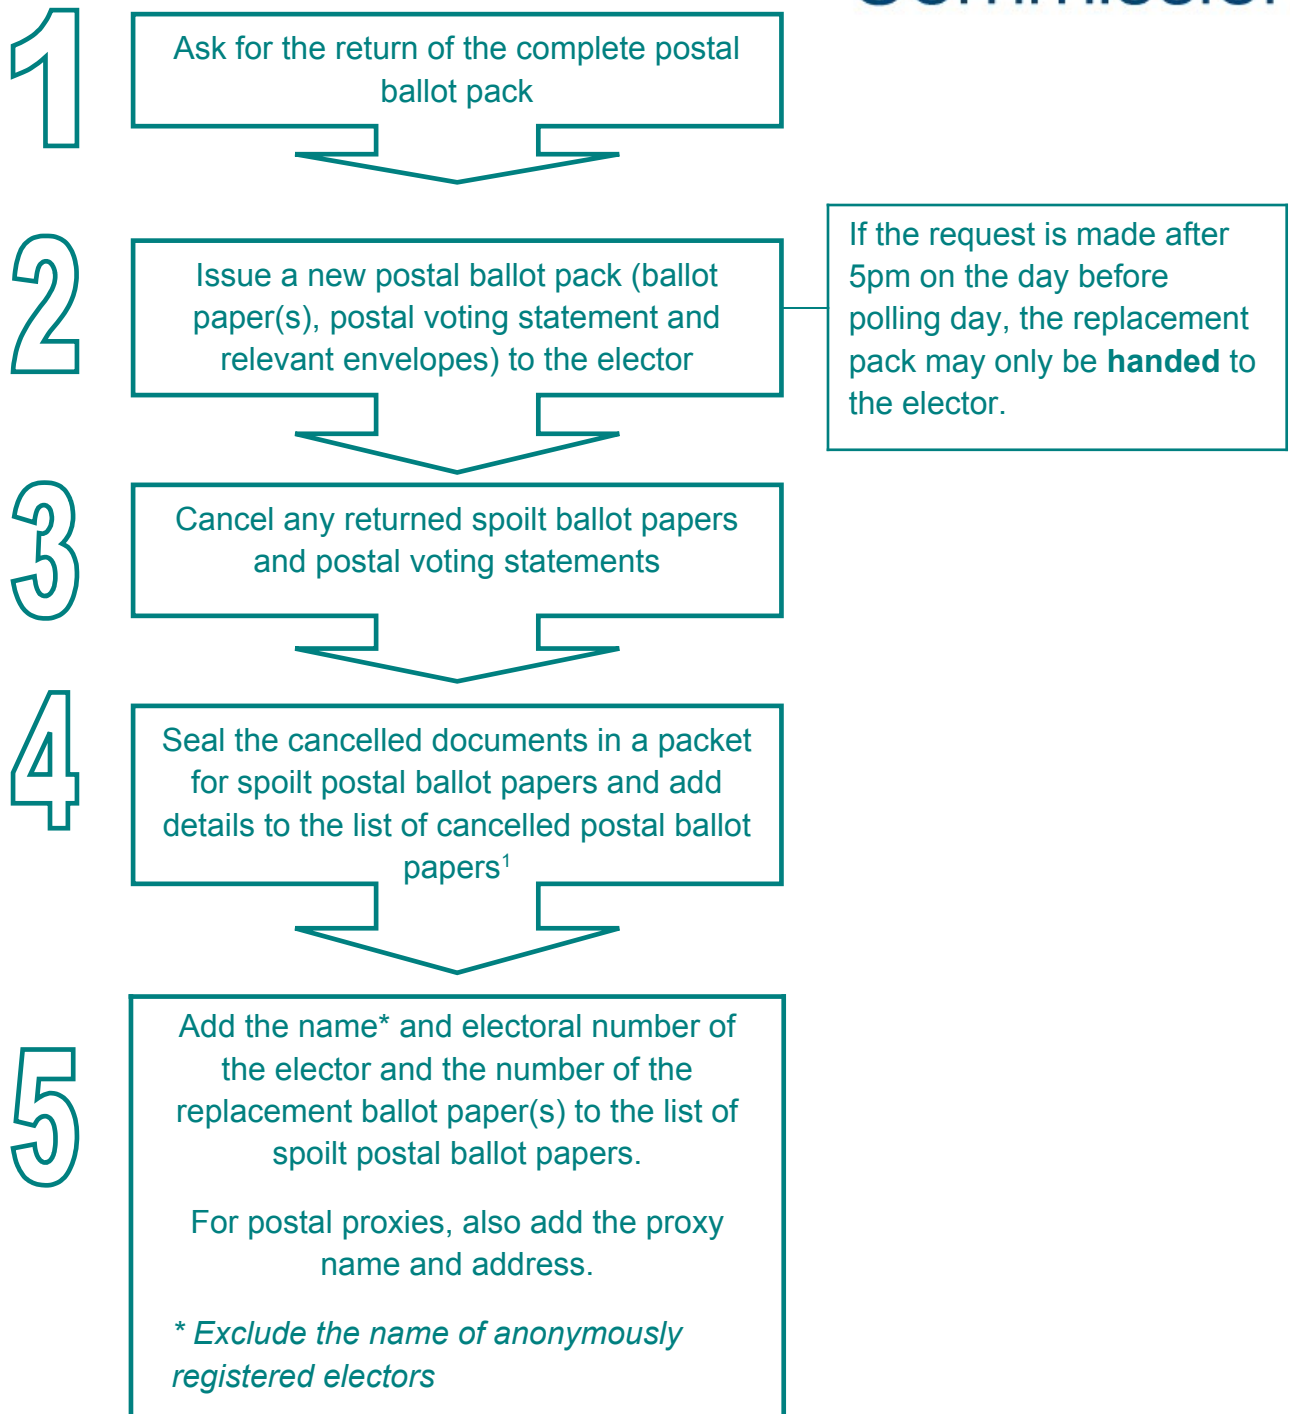 1
Ask for the return of the complete postal
ballot pack
2
Issue a new postal ballot pack (ballot
paper(s), postal voting statement and
relevant envelopes) to the elector
If the request is made after
5pm on the day before
polling day, the replacement
pack may only be handed to
the elector.
3
Cancel any returned spoilt ballot papers
and postal voting statements
4
Seal the cancelled documents in a packet
for spoilt postal ballot papers and add
details to the list of cancelled postal ballot
papers¹
5
Add the name* and electoral number of
the elector and the number of the
replacement ballot paper(s) to the list of
spoilt postal ballot papers.
For postal proxies, also add the proxy
name and address.
* Exclude the name of anonymously
registered electors